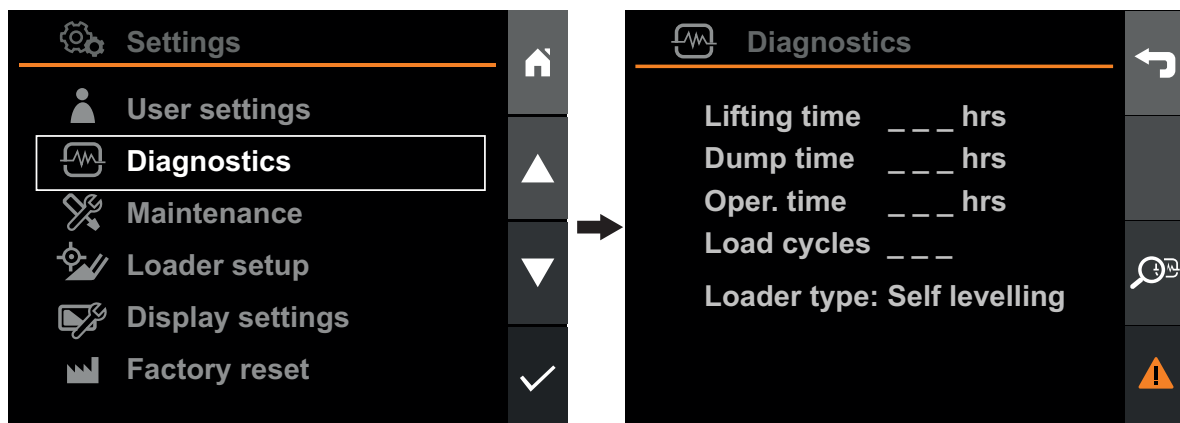 Settings
User settings
Diagnostics
Maintenance
Loader setup
Display settings
Factory reset
Diagnostics
Lifting time _ _ _ hrs
Dump time _ _ _ hrs
Oper. time _ _ _ hrs
Load cycles _ _ _
Loader type: Self levelling